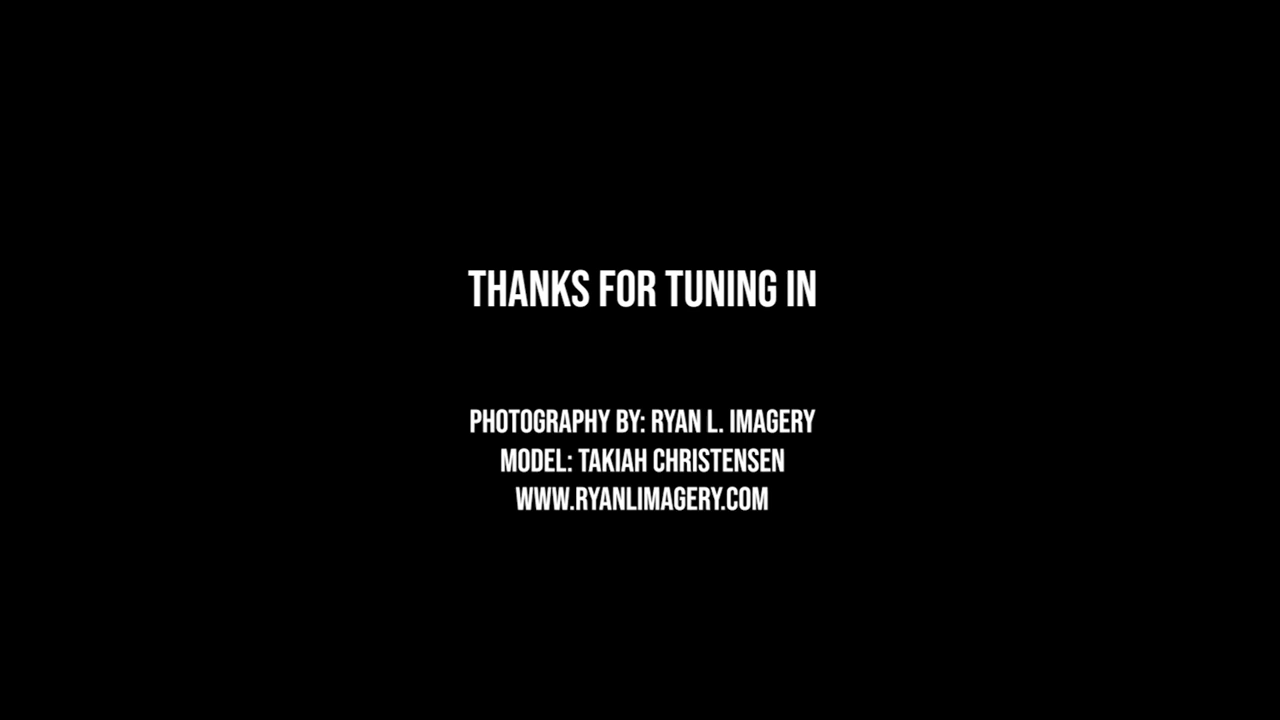 THANKS FOR TUNING IN
PHOTOGRAPHY BY: RYAN L. IMAGERY
MODEL: TAKIAH CHRISTENSEN
WWW.RYANLIMAGERY.COM